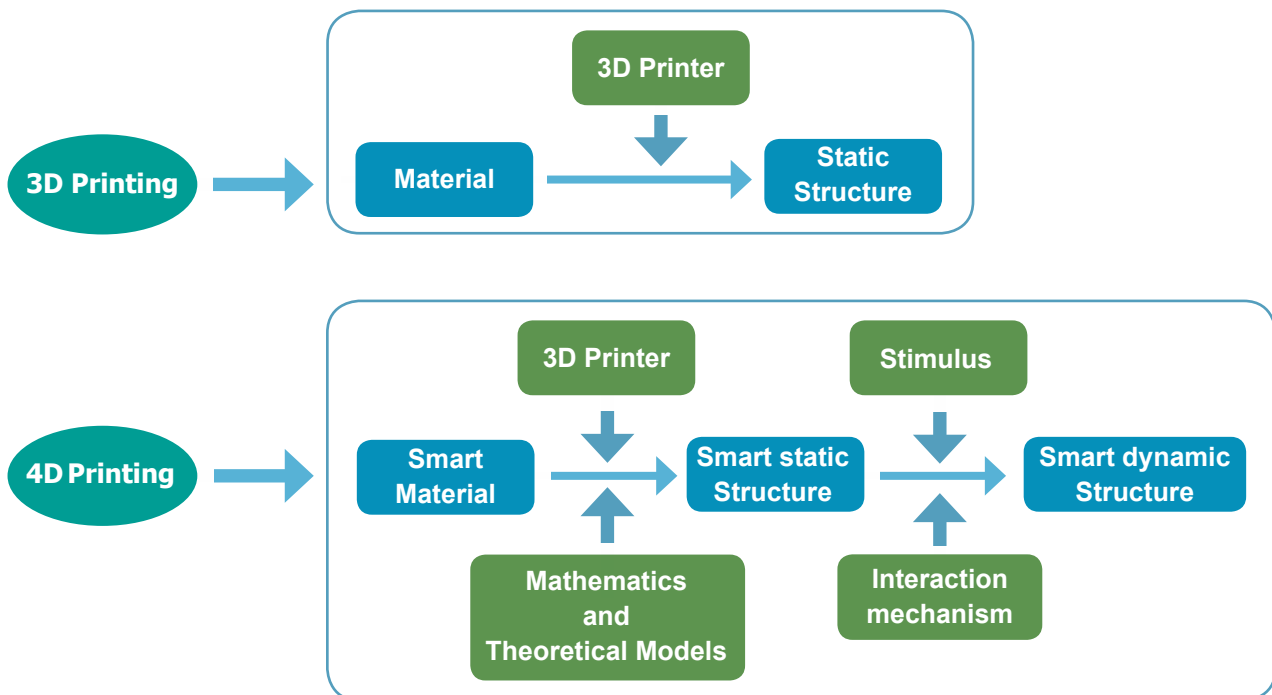 3D Printer
3D Printing
Material
Static
Structure
3D Printer
Stimulus
4D Printing
Smart
Material
Smart static
Structure
Smart dynamic
Structure
Mathematics
and
Theoretical Models
Interaction
mechanism